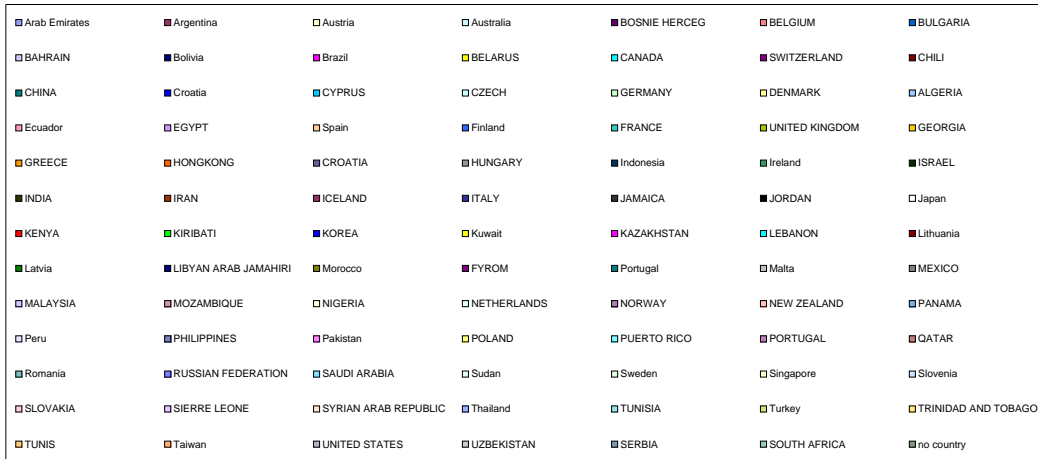 Arab Emirates Argentina Austria Australia BOSNIE HERCEG BELGIUM BULGARIA
BAHRAIN Bolivia Brazil BELARUS CANADA SWITZERLAND CHILI
CHINA Croatia CYPRUS CZECH GERMANY DENMARK ALGERIA
Ecuador EGYPT Spain Finland FRANCE UNITED KINGDOM GEORGIA
GREECE HONGKONG CROATIA HUNGARY Indonesia Ireland ISRAEL
INDIA IRAN ICELAND ITALY JAMAICA JORDAN Japan
KENYA KIRIBATI KOREA Kuwait KAZAKHSTAN LEBANON Lithuania
Latvia LIBYAN ARAB JAMAHIRI Morocco FYROM Portugal Malta MEXICO
MALAYSIA MOZAMBIQUE NIGERIA NETHERLANDS NORWAY NEW ZEALAND PANAMA
Peru PHILIPPINES Pakistan POLAND PUERTO RICO PORTUGAL QATAR
Romania RUSSIAN FEDERATION SAUDI ARABIA Sudan Sweden Singapore Slovenia
SLOVAKIA SIERRE LEONE SYRIAN ARAB REPUBLIC Thailand TUNISIA Turkey TRINIDAD AND TOBAGO
TUNIS Taiwan UNITED STATES UZBEKISTAN SERBIA SOUTH AFRICA no country